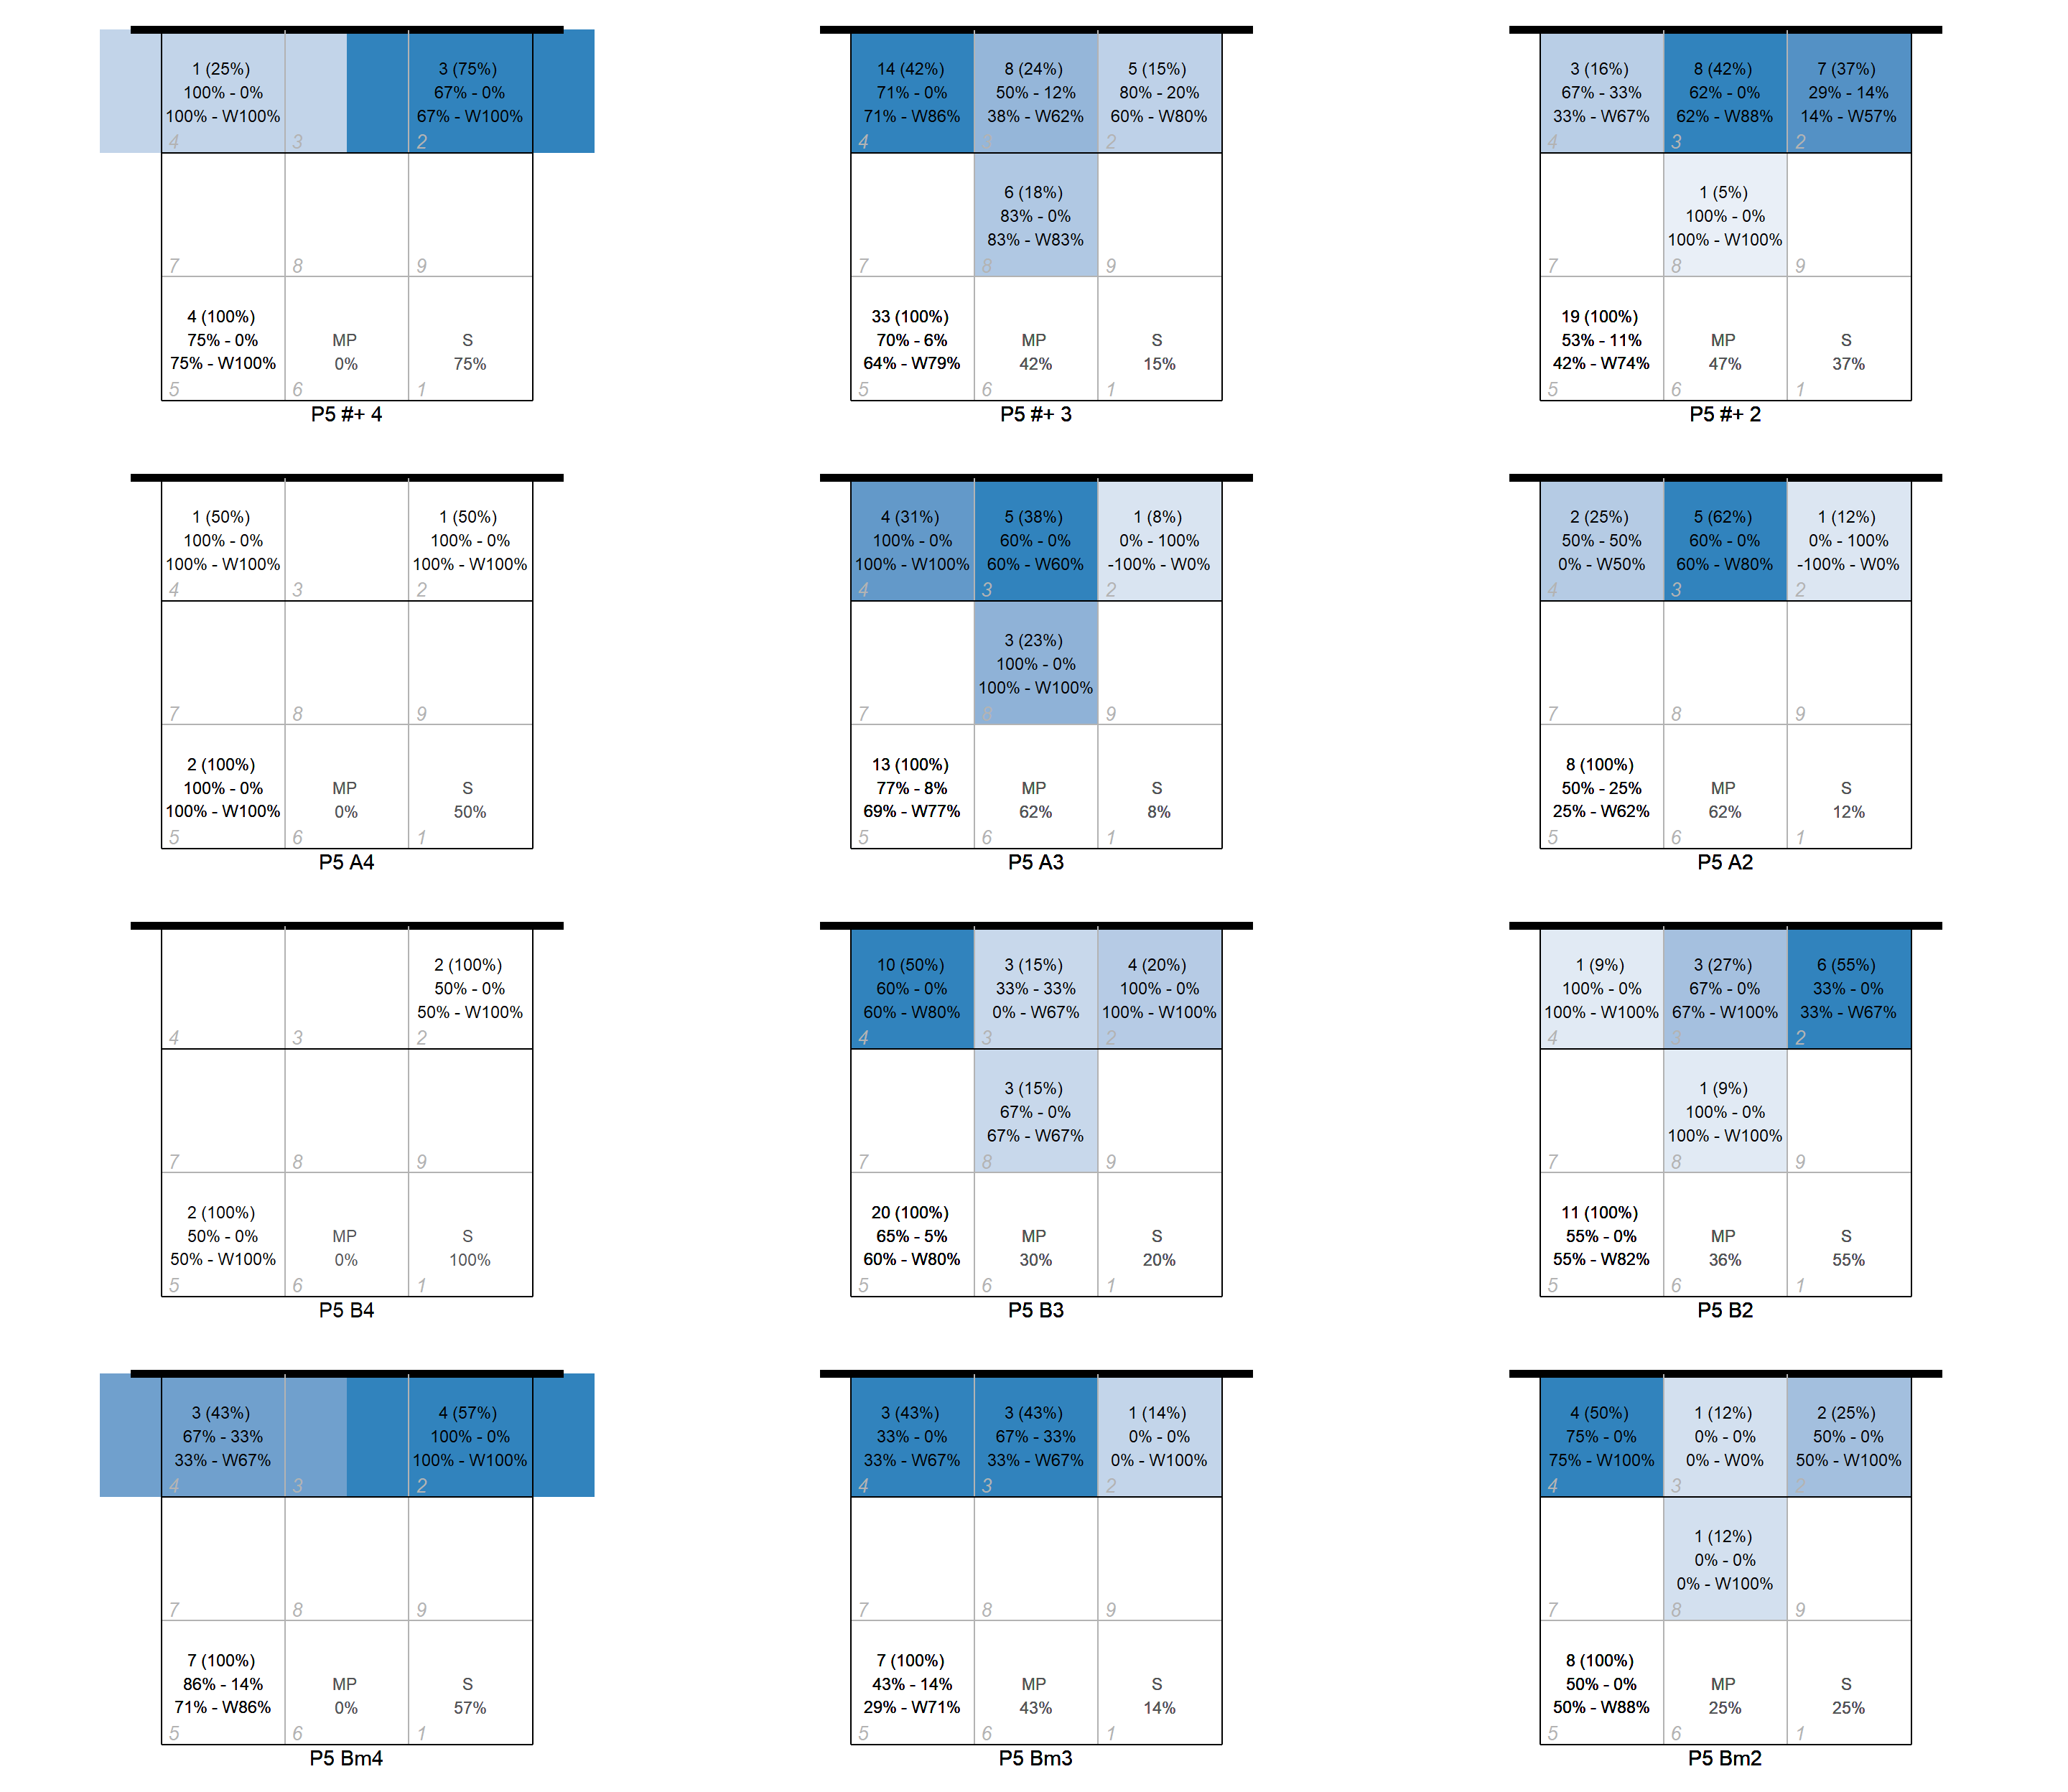 1 (25%)
100% - 0%
100% - W100%
4
3
3 (75%)
67% - 0%
67% - W100%
2
7
8
9
4 (100%)
75% - 0%
75% - W100%
5
MP
0%
6
S
75%
1
P5 #+ 4
14 (42%)
71% - 0%
71% - W86%
4
8 (24%)
50% - 12%
38% - W62%
3
5 (15%)
80% - 20%
60% - W80%
2
7
6 (18%)
83% - 0%
83% - W83%
8
9
33 (100%)
70% - 6%
64% - W79%
5
MP
42%
6
S
15%
1
P5 #+ 3
3 (16%)
67% - 33%
33% - W67%
4
8 (42%)
62% - 0%
62% - W88%
3
7 (37%)
29% - 14%
14% - W57%
2
7
1 (5%)
100% - 0%
100% - W100%
8
9
19 (100%)
53% - 11%
42% - W74%
5
MP
47%
6
S
37%
1
P5 #+ 2
1 (50%)
100% - 0%
100% - W100%
4
3
1 (50%)
100% - 0%
100% - W100%
2
7
8
9
2 (100%)
100% - 0%
100% - W100%
5
MP
0%
6
S
50%
1
P5 A4
4 (31%)
100% - 0%
100% - W100%
4
5 (38%)
60% - 0%
60% - W60%
3
1 (8%)
0% - 100%
-100% - W0%
2
7
3 (23%)
100% - 0%
100% - W100%
8
9
13 (100%)
77% - 8%
69% - W77%
5
MP
62%
6
S
8%
1
P5 A3
2 (25%)
50% - 50%
0% - W50%
4
5 (62%)
60% - 0%
60% - W80%
3
1 (12%)
0% - 100%
-100% - W0%
2
7
8
9
8 (100%)
50% - 25%
25% - W62%
5
MP
62%
6
S
12%
1
P5 A2
4
3
2 (100%)
50% - 0%
50% - W100%
2
7
8
9
2 (100%)
50% - 0%
50% - W100%
5
MP
0%
6
S
100%
1
P5 B4
10 (50%)
60% - 0%
60% - W80%
4
3 (15%)
33% - 33%
0% - W67%
3
4 (20%)
100% - 0%
100% - W100%
2
7
3 (15%)
67% - 0%
67% - W67%
8
9
20 (100%)
65% - 5%
60% - W80%
5
MP
30%
6
S
20%
1
P5 B3
1 (9%)
100% - 0%
100% - W100%
4
3 (27%)
67% - 0%
67% - W100%
3
6 (55%)
33% - 0%
33% - W67%
2
7
1 (9%)
100% - 0%
100% - W100%
8
9
11 (100%)
55% - 0%
55% - W82%
5
MP
36%
6
S
55%
1
P5 B2
3 (43%)
67% - 33%
33% - W67%
4
3
4 (57%)
100% - 0%
100% - W100%
2
7
8
9
7 (100%)
86% - 14%
71% - W86%
5
MP
0%
6
S
57%
1
P5 Bm4
3 (43%)
33% - 0%
33% - W67%
4
3 (43%)
67% - 33%
33% - W67%
3
1 (14%)
0% - 0%
0% - W100%
2
7
8
9
7 (100%)
43% - 14%
29% - W71%
5
MP
43%
6
S
14%
1
P5 Bm3
4 (50%)
75% - 0%
75% - W100%
4
1 (12%)
0% - 0%
0% - W0%
3
2 (25%)
50% - 0%
50% - W100%
2
7
1 (12%)
0% - 0%
0% - W100%
8
9
8 (100%)
50% - 0%
50% - W88%
5
MP
25%
6
S
25%
1
P5 Bm2